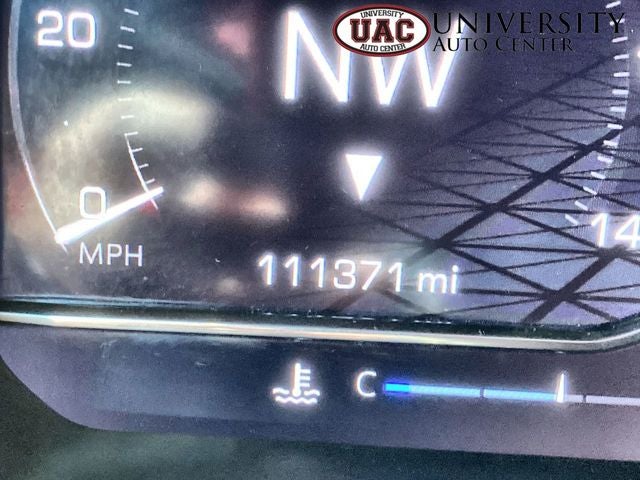 20
UNIVERSITY
UAC
AUTO CENTER
UNIVERSITY
AUTO CENTER
NW
0
MPH
14
111371 mi
C